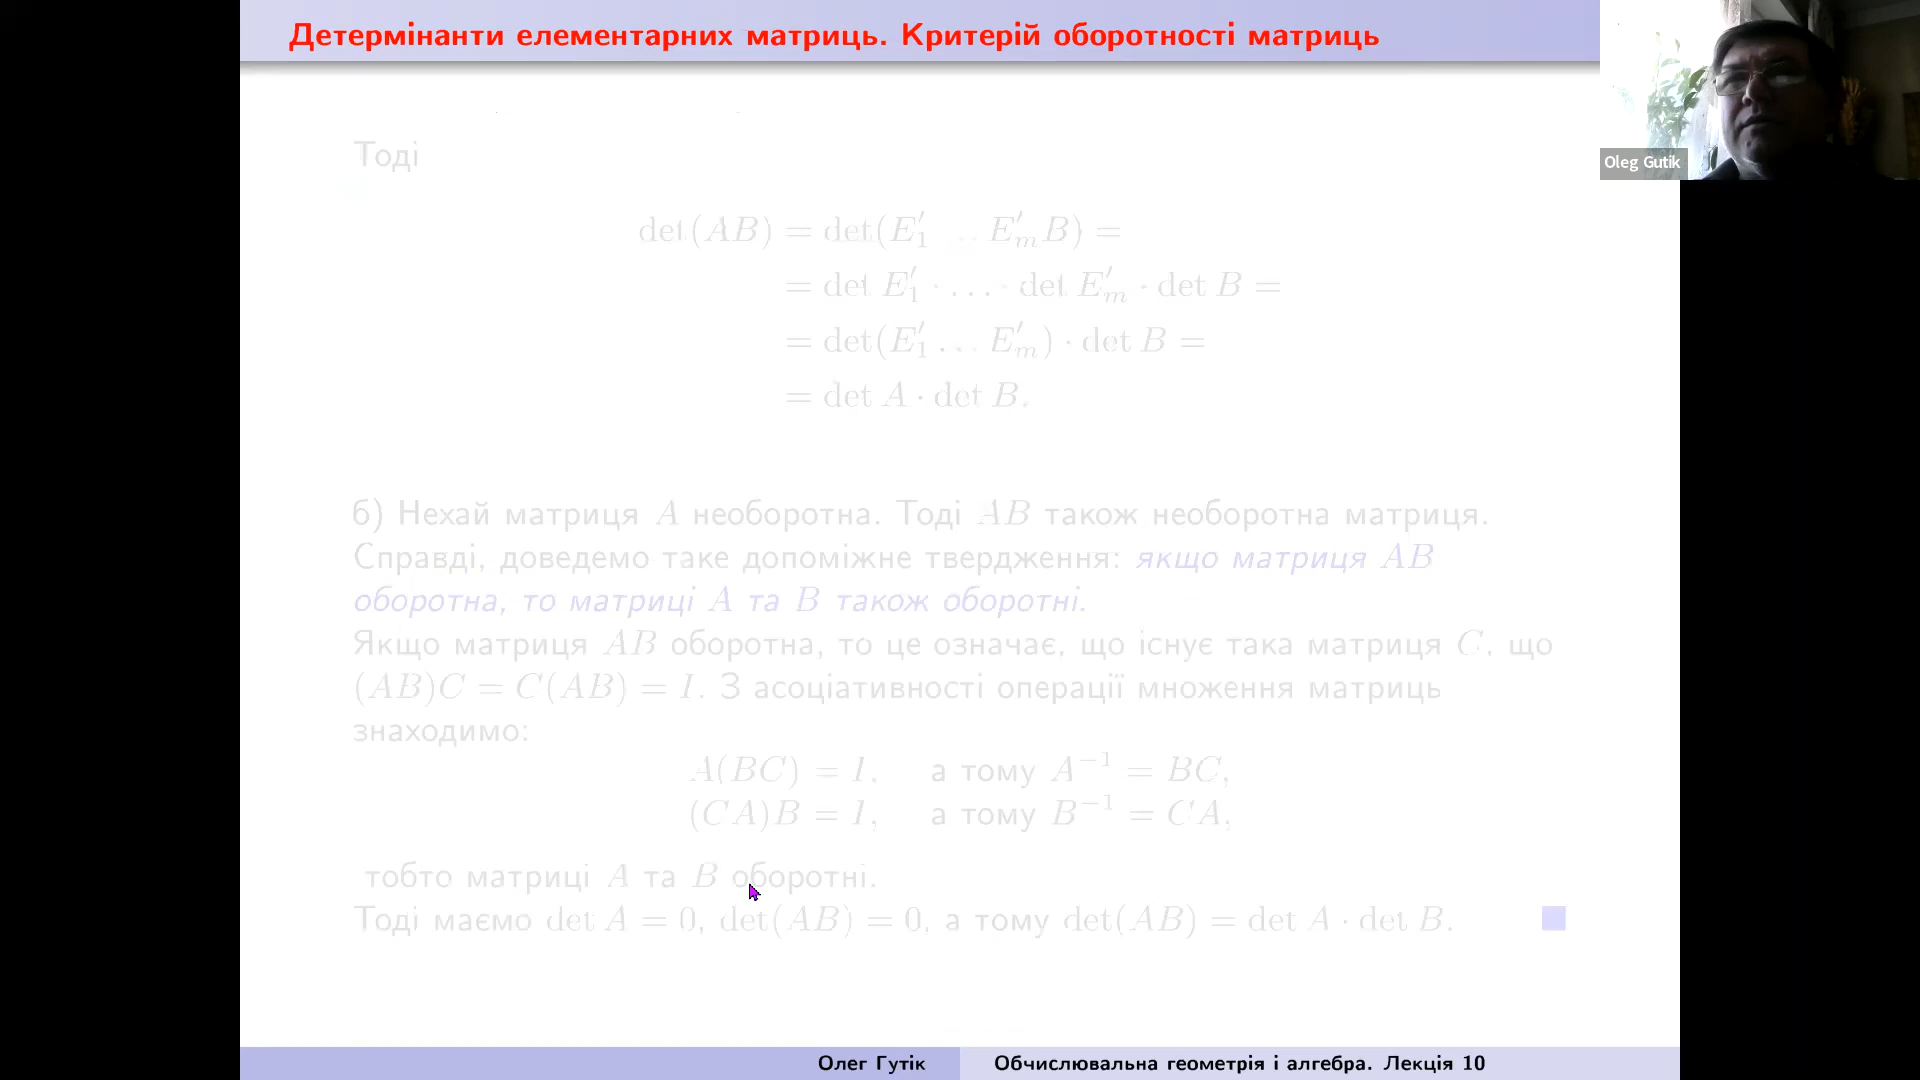 Детермінанти елементарних матриць. Критерій оборотності матриць
Oleg Gutik
Тоді
det(AB) = det(E′₁ … E′ₘB) =
= det E′₁ · … · det E′ₘ · det B =
= det(E′₁ … E′ₘ) · det B =
= det A · det B.
б) Нехай матриця A необоротна. Тоді AB також необоротна матриця.
Справді, доведемо таке допоміжне твердження: якщо матриця AB
оборотна, то матриці A та B також оборотні.
Якщо матриця AB оборотна, то це означає, що існує така матриця C, що
(AB)C = C(AB) = I. З асоціативності операції множення матриць
знаходимо:
A(BC) = I, а тому A⁻¹ = BC,
(CA)B = I, а тому B⁻¹ = CA,
тобто матриці A та B оборотні.
Тоді маємо det A = 0, det(AB) = 0, а тому det(AB) = det A · det B.
Олег Гутік Обчислювальна геометрія і алгебра. Лекція 10